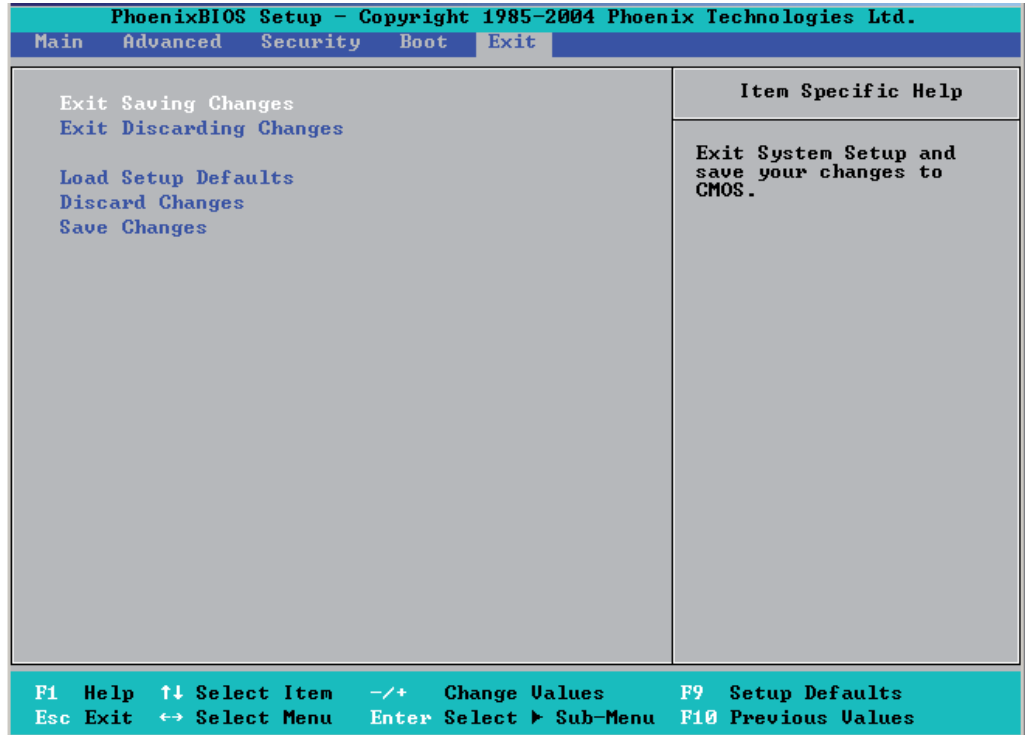 PhoenixBIOS Setup - Copyright 1985-2004 Phoenix Technologies Ltd.
Main Advanced Security Boot Exit
Exit Saving Changes
Exit Discarding Changes
Load Setup Defaults
Discard Changes
Save Changes
Item Specific Help
Exit System Setup and
save your changes to
CMOS.
F1 Help ↑↓ Select Item -/+ Change Values F9 Setup Defaults
Esc Exit ↔ Select Menu Enter Select ▶ Sub-Menu F10 Previous Values